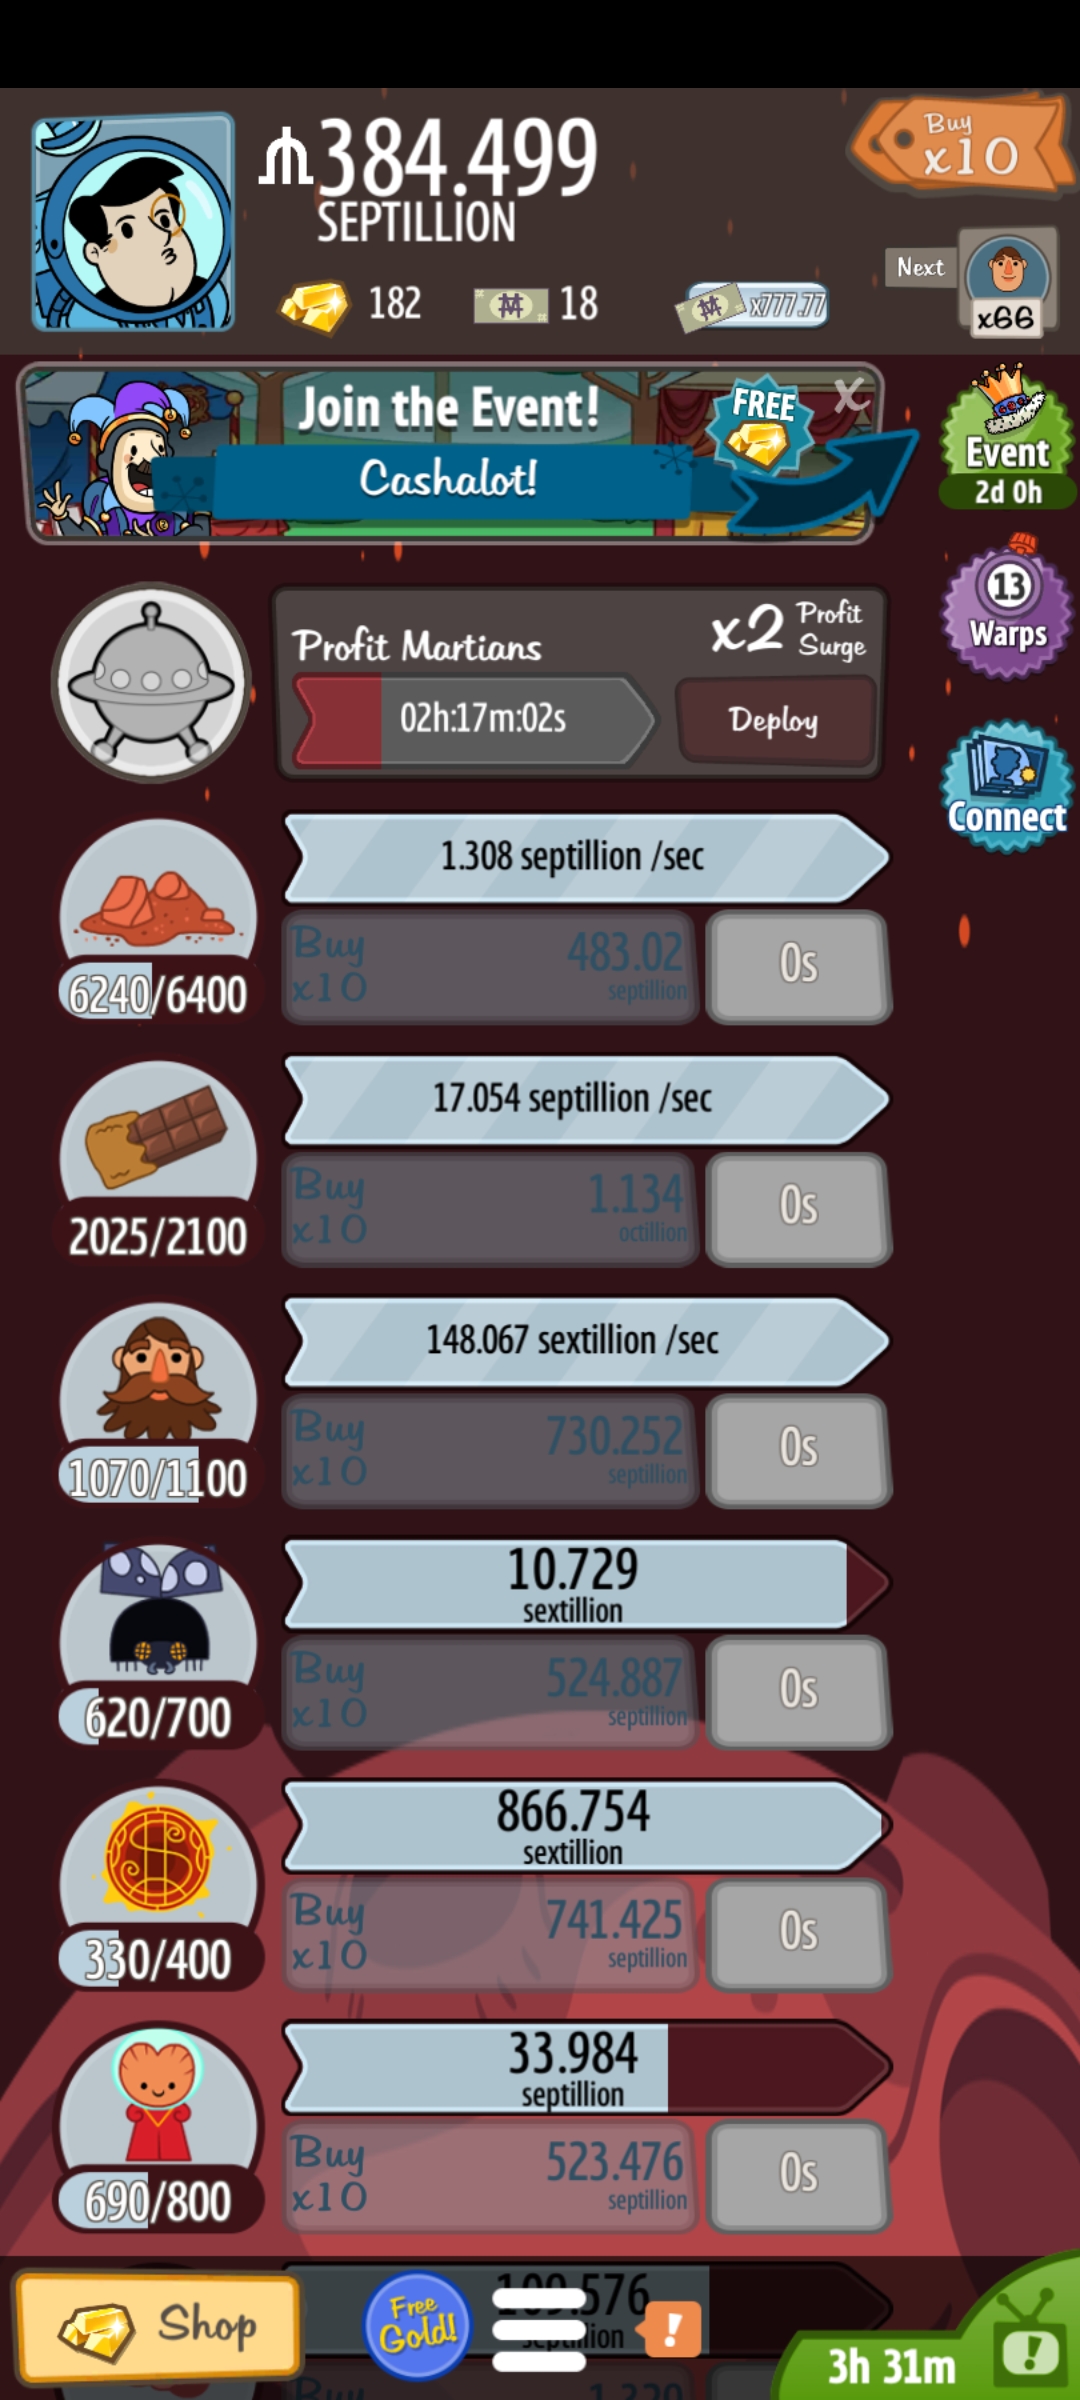 384.499
SEPTILLION
Buy
x10
182
18
x777.77
Next
x66
Join the Event!
FREE
X
Cashalot!
Event
2d 0h
13
Warps
Connect
Profit Martians
x2 Profit
Surge
02h:17m:02s
Deploy
1.308 septillion /sec
Buy
x10
483.02
septillion
0s
6240/6400
17.054 septillion /sec
Buy
x10
1.134
octillion
0s
2025/2100
148.067 sextillion /sec
Buy
x10
730.252
septillion
0s
1070/1100
10.729
sextillion
Buy
x10
524.887
septillion
0s
620/700
866.754
sextillion
Buy
x10
741.425
septillion
0s
330/400
33.984
septillion
Buy
x10
523.476
septillion
0s
690/800
Shop
Free
Gold!
!
3h 31m
!